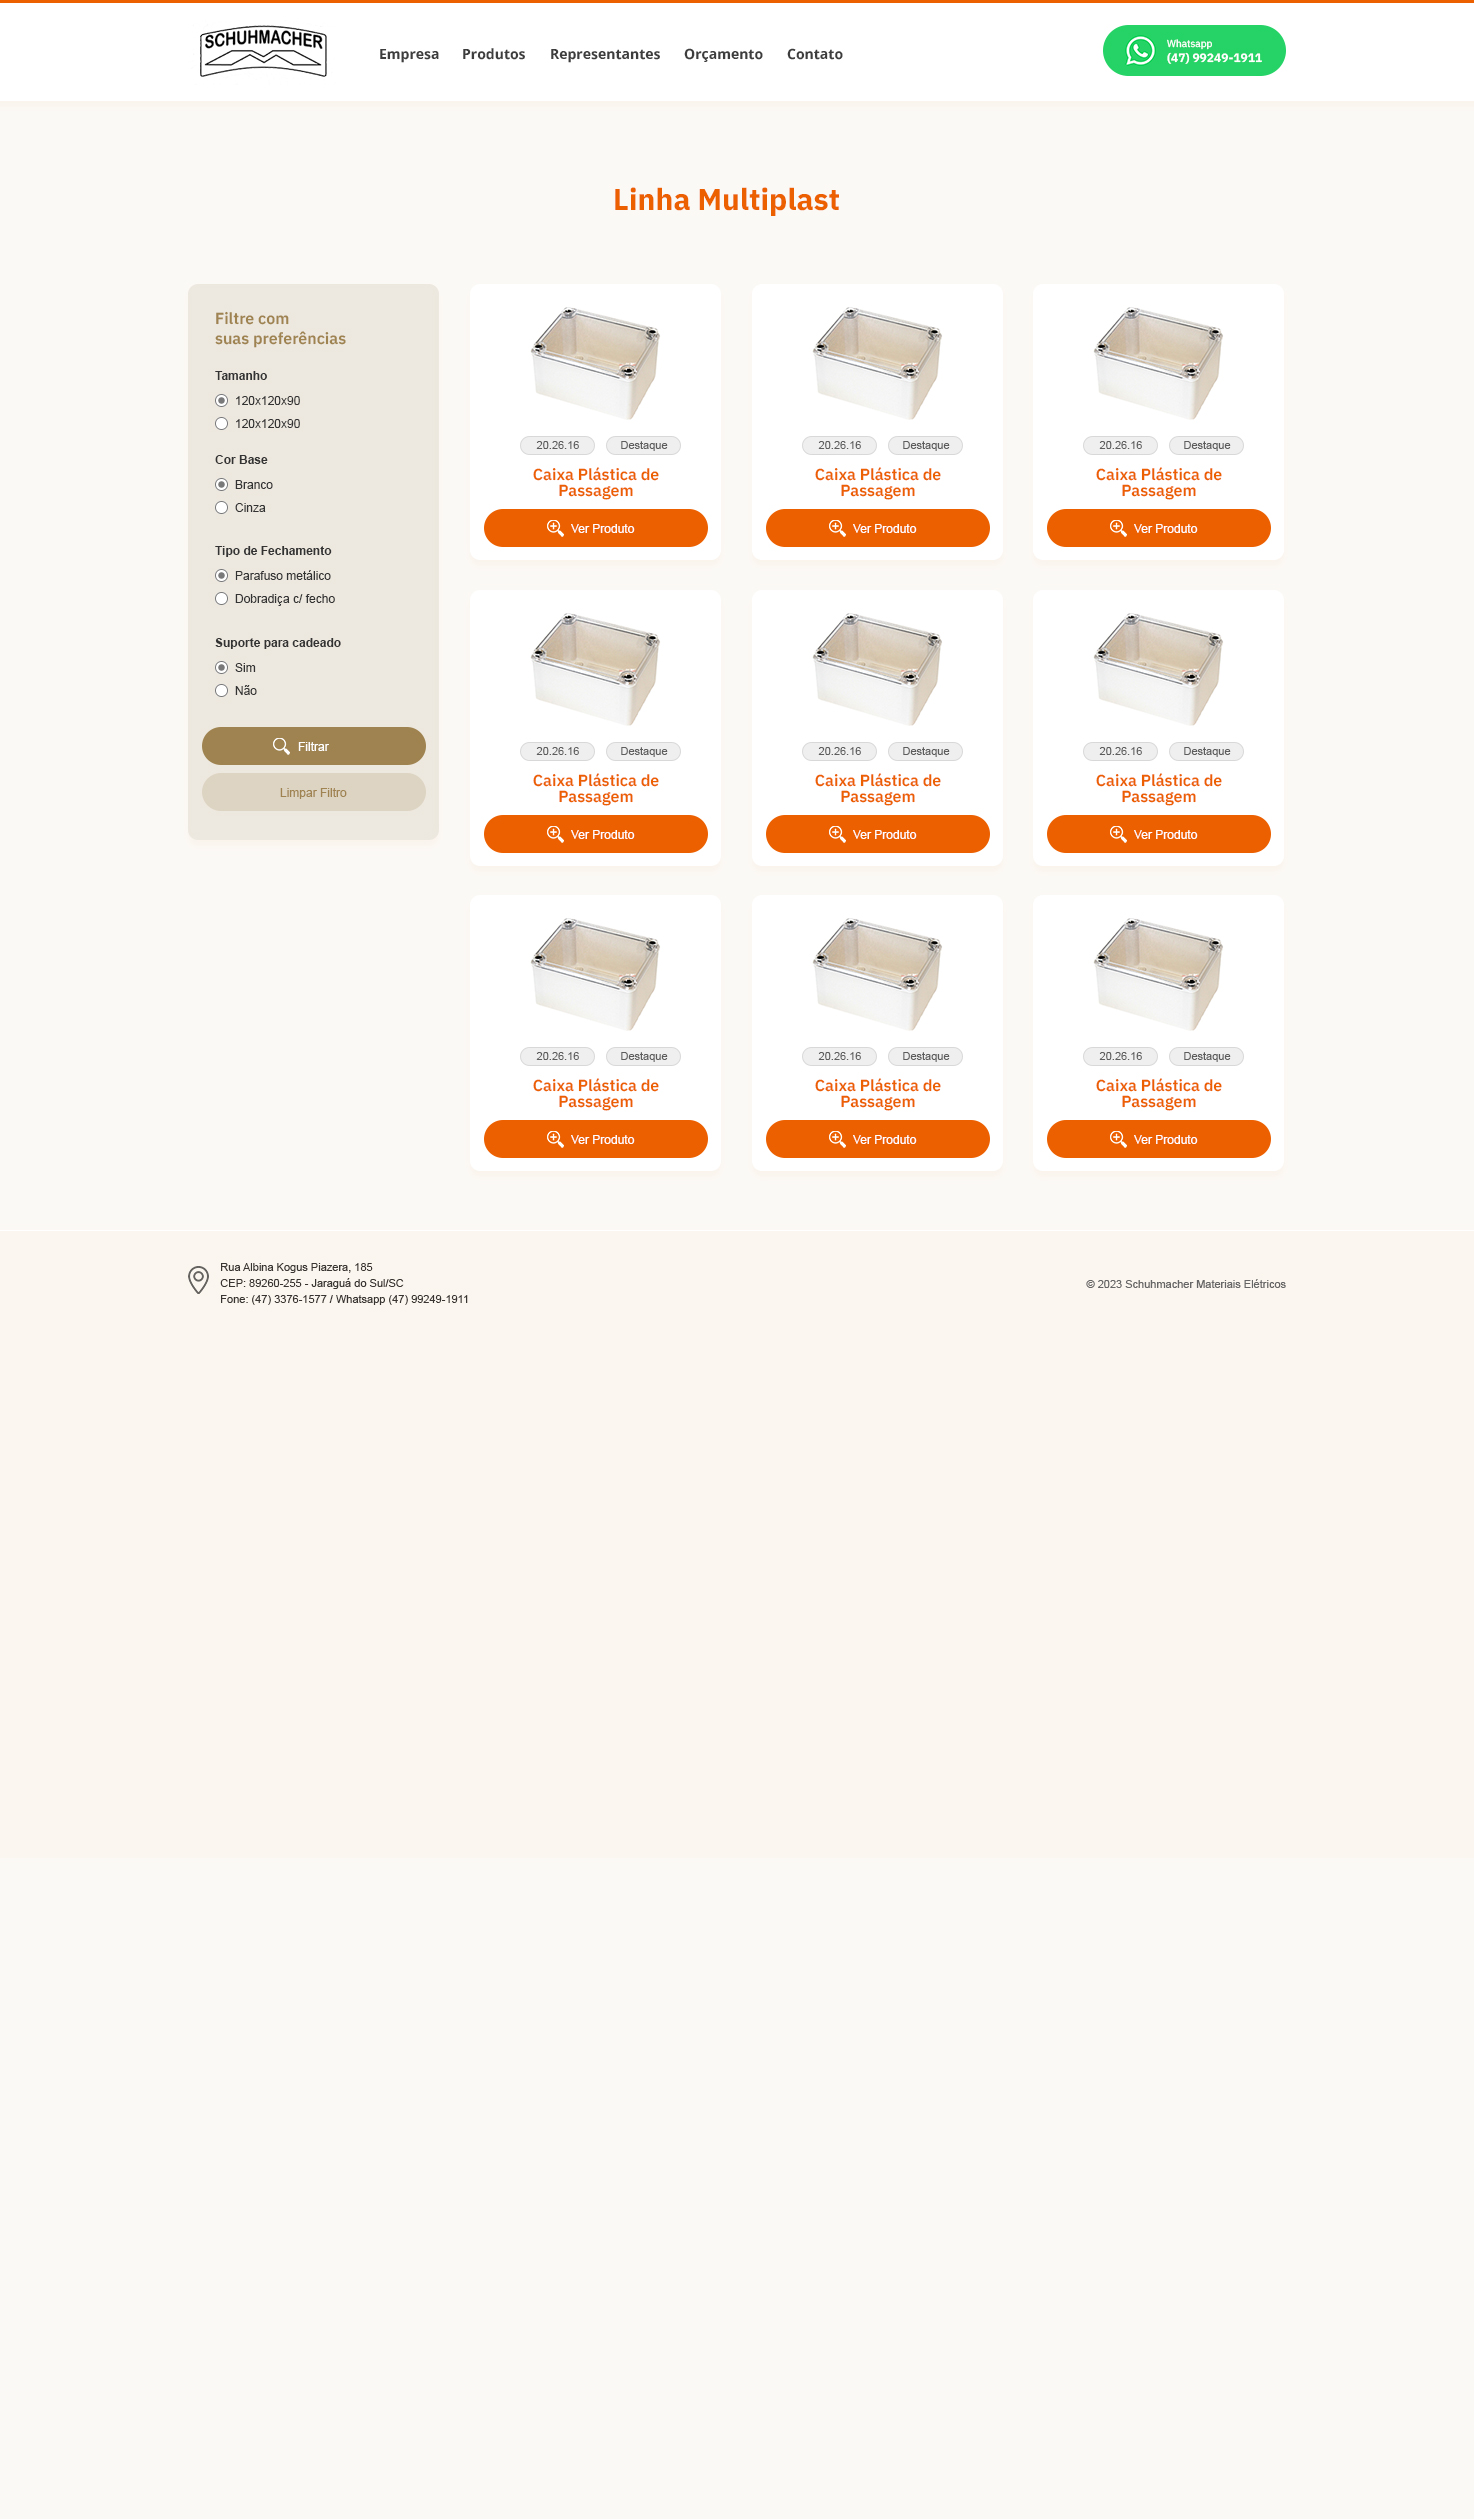 SCHUHMACHER
Empresa Produtos Representantes Orçamento Contato
Whatsapp
(47) 99249-1911
Linha Multiplast
Filtre com
suas preferências
Tamanho
120x120x90
120x120x90
Cor Base
Branco
Cinza
Tipo de Fechamento
Parafuso metálico
Dobradiça c/ fecho
Suporte para cadeado
Sim
Não
Filtrar
Limpar Filtro
20.26.16 Destaque
Caixa Plástica de
Passagem
Ver Produto
20.26.16 Destaque
Caixa Plástica de
Passagem
Ver Produto
20.26.16 Destaque
Caixa Plástica de
Passagem
Ver Produto
20.26.16 Destaque
Caixa Plástica de
Passagem
Ver Produto
20.26.16 Destaque
Caixa Plástica de
Passagem
Ver Produto
20.26.16 Destaque
Caixa Plástica de
Passagem
Ver Produto
20.26.16 Destaque
Caixa Plástica de
Passagem
Ver Produto
20.26.16 Destaque
Caixa Plástica de
Passagem
Ver Produto
20.26.16 Destaque
Caixa Plástica de
Passagem
Ver Produto
Rua Albina Kogus Piazera, 185
CEP: 89260-255 - Jaraguá do Sul/SC
Fone: (47) 3376-1577 / Whatsapp (47) 99249-1911
© 2023 Schuhmacher Materiais Elétricos